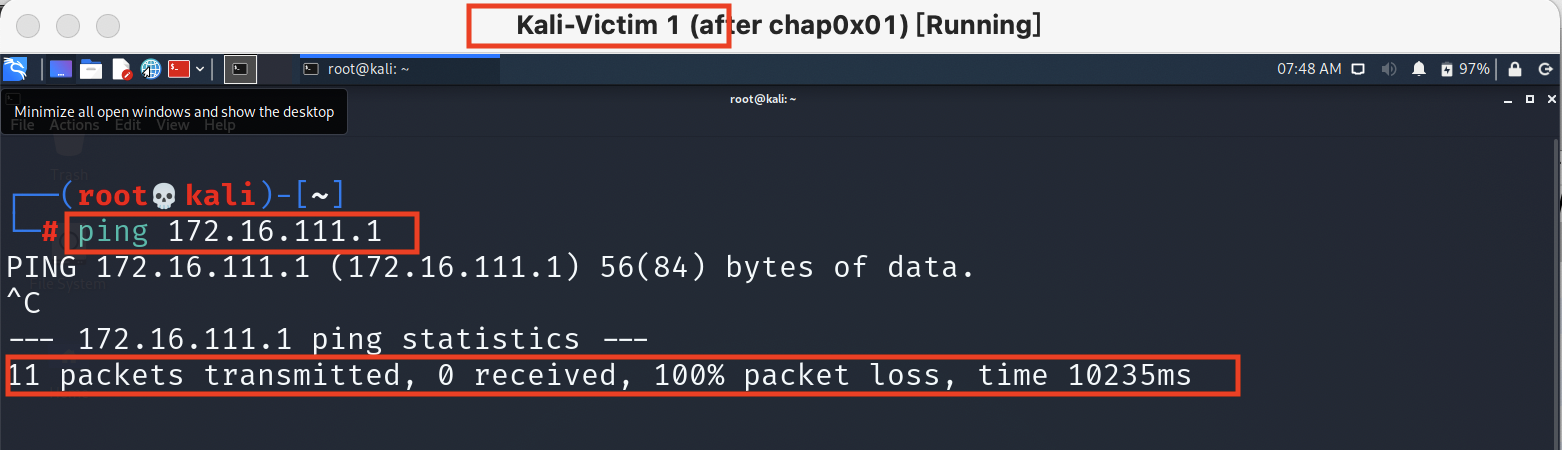 Kali-Victim 1 (after chap0x01) [Running]
root@kali: ~
07:48 AM
97%
Minimize all open windows and show the desktop
root@kali: ~
File Actions Edit View Help
Trash
┌──(root💀kali)-[~]
└─# ping 172.16.111.1
PING 172.16.111.1 (172.16.111.1) 56(84) bytes of data.
File System
^C
--- 172.16.111.1 ping statistics ---
11 packets transmitted, 0 received, 100% packet loss, time 10235ms